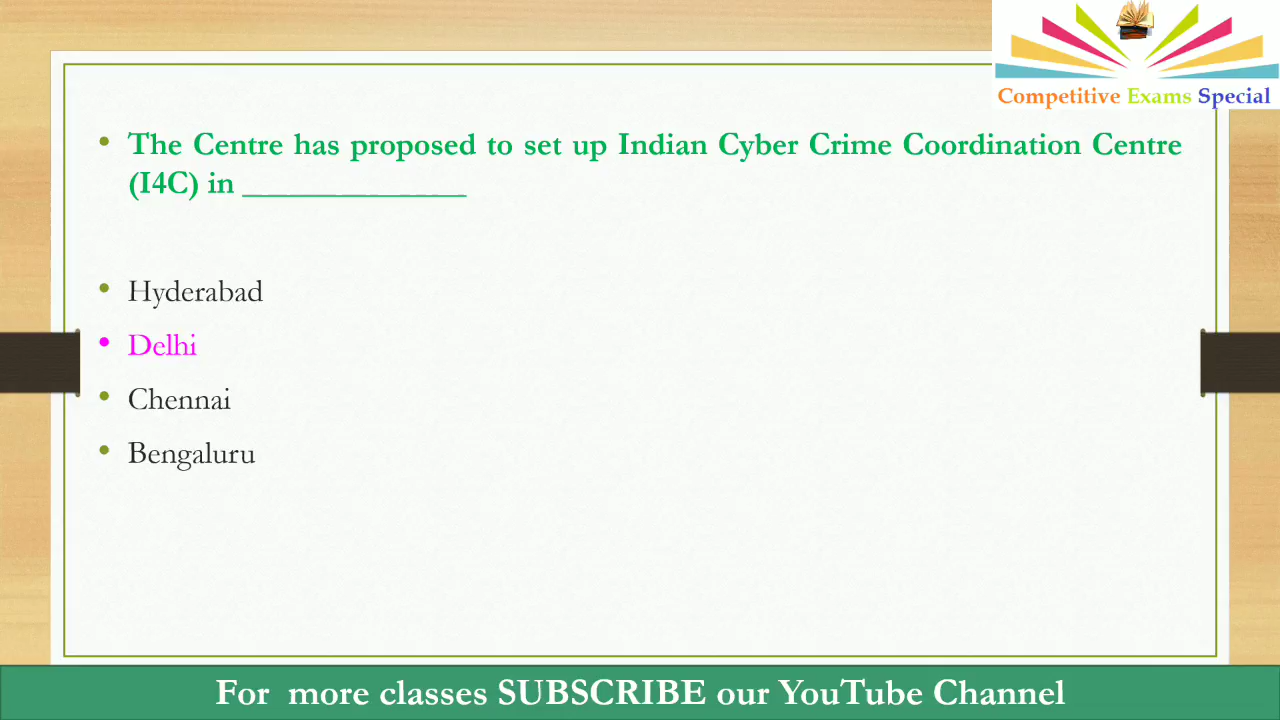 Competitive Exams Special
• The Centre has proposed to set up Indian Cyber Crime Coordination Centre
(I4C) in ______________
• Hyderabad
• Delhi
• Chennai
• Bengaluru
For more classes SUBSCRIBE our YouTube Channel